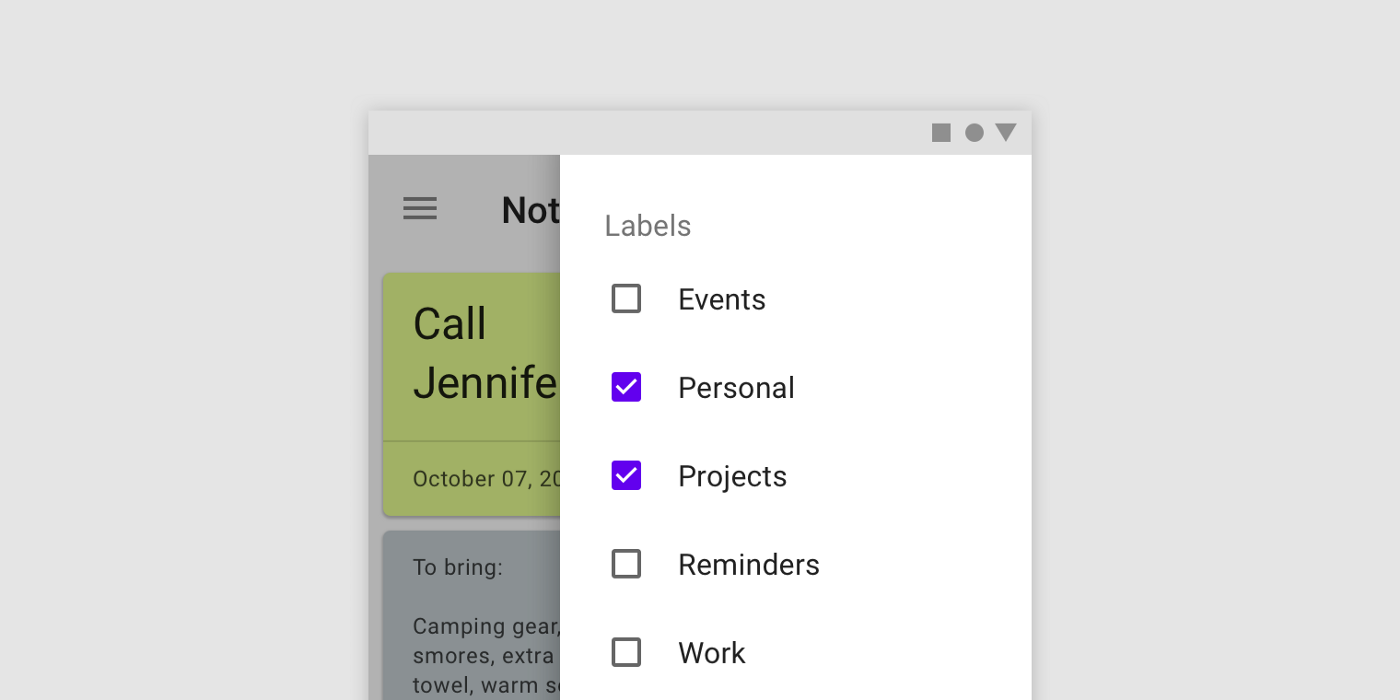 Not
Call
Jennife
October 07, 20
To bring:
Camping gear,
smores, extra
towel, warm s
Labels
Events
Personal
Projects
Reminders
Work